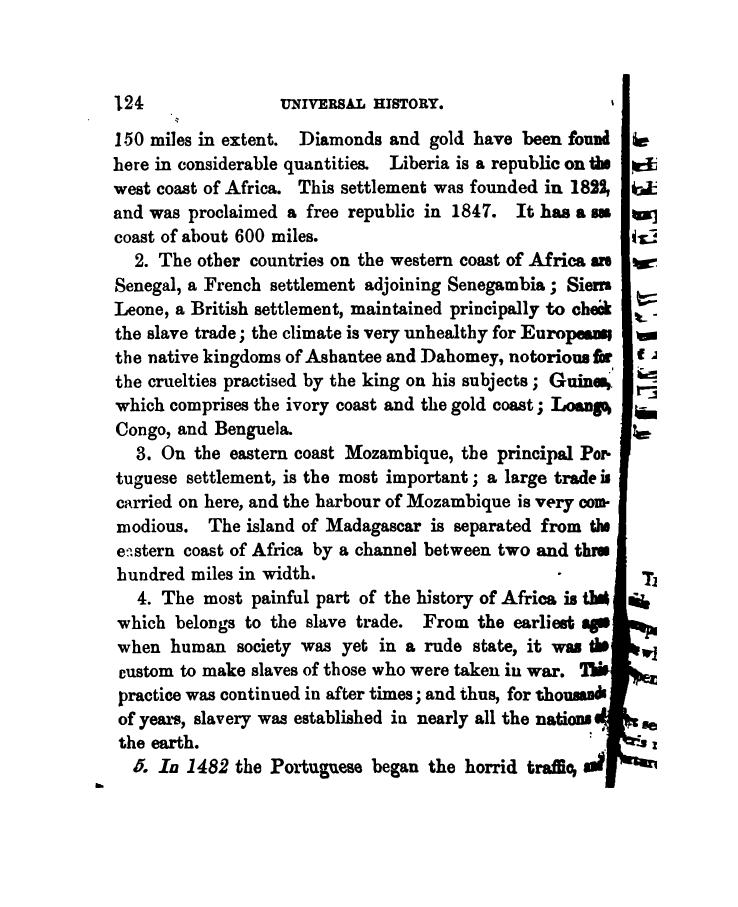 124 UNIVERSAL HISTORY.
150 miles in extent. Diamonds and gold have been found
here in considerable quantities. Liberia is a republic on the
west coast of Africa. This settlement was founded in 1822,
and was proclaimed a free republic in 1847. It has a sea
coast of about 600 miles.
2. The other countries on the western coast of Africa are
Senegal, a French settlement adjoining Senegambia; Sierra
Leone, a British settlement, maintained principally to check
the slave trade; the climate is very unhealthy for Europeans;
the native kingdoms of Ashantee and Dahomey, notorious for
the cruelties practised by the king on his subjects; Guinea,
which comprises the ivory coast and the gold coast; Loango,
Congo, and Benguela.
3. On the eastern coast Mozambique, the principal Por-
tuguese settlement, is the most important; a large trade is
carried on here, and the harbour of Mozambique is very com-
modious. The island of Madagascar is separated from the
eastern coast of Africa by a channel between two and three
hundred miles in width.
4. The most painful part of the history of Africa is that
which belongs to the slave trade. From the earliest ages
when human society was yet in a rude state, it was the
custom to make slaves of those who were taken in war. This
practice was continued in after times; and thus, for thousands
of years, slavery was established in nearly all the nations of
the earth.
5. In 1482 the Portuguese began the horrid traffic, and